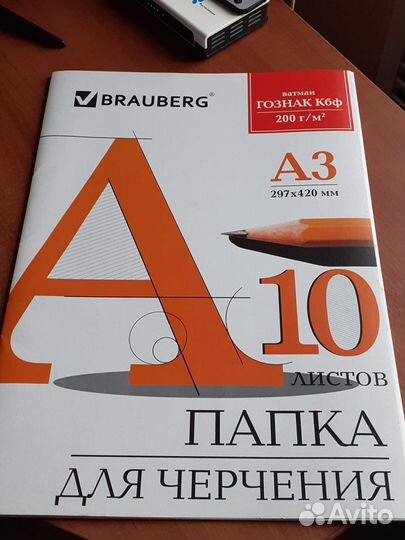 BRAUBERG®
ватман
ГОЗНАК Кбф
200 г/м²
А3
297х420 мм
А
10
ЛИСТОВ
ПАПКА
ДЛЯ ЧЕРЧЕНИЯ
Avito